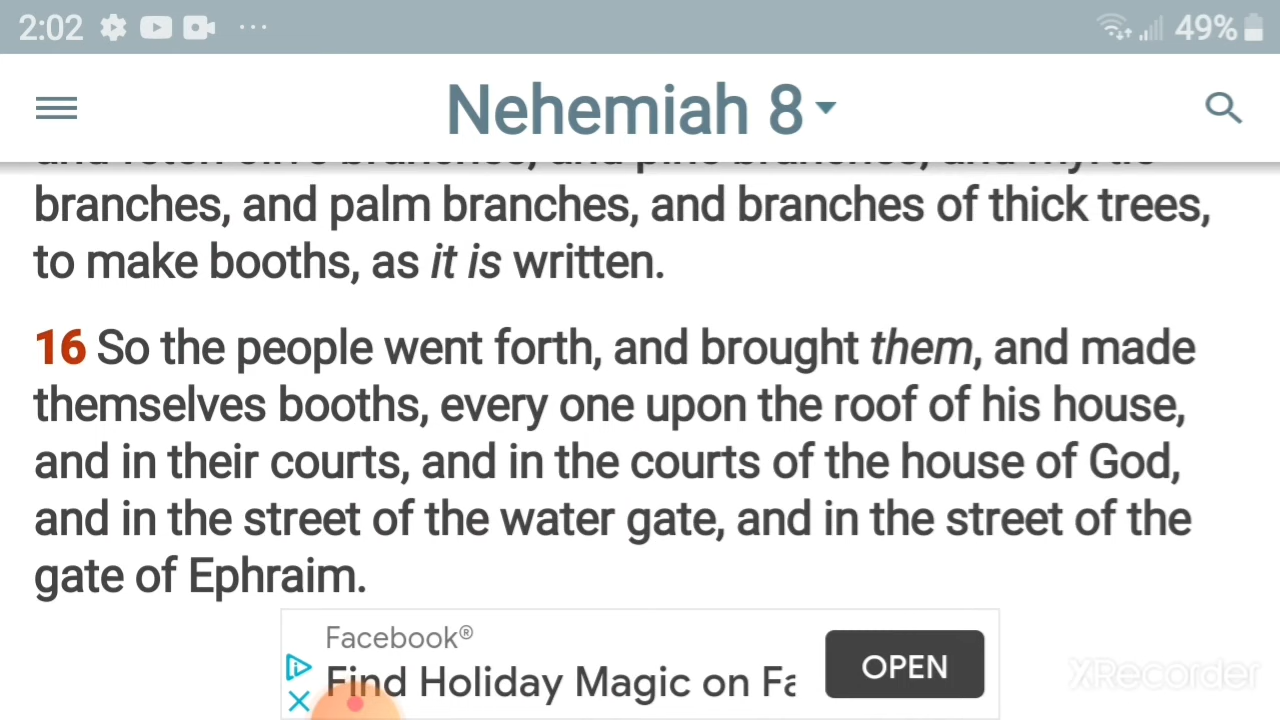 2:02
49%
Nehemiah 8
branches, and palm branches, and branches of thick trees,
to make booths, as it is written.
16 So the people went forth, and brought them, and made
themselves booths, every one upon the roof of his house,
and in their courts, and in the courts of the house of God,
and in the street of the water gate, and in the street of the
gate of Ephraim.
Facebook®
Find Holiday Magic on Fa
OPEN
XRecorder